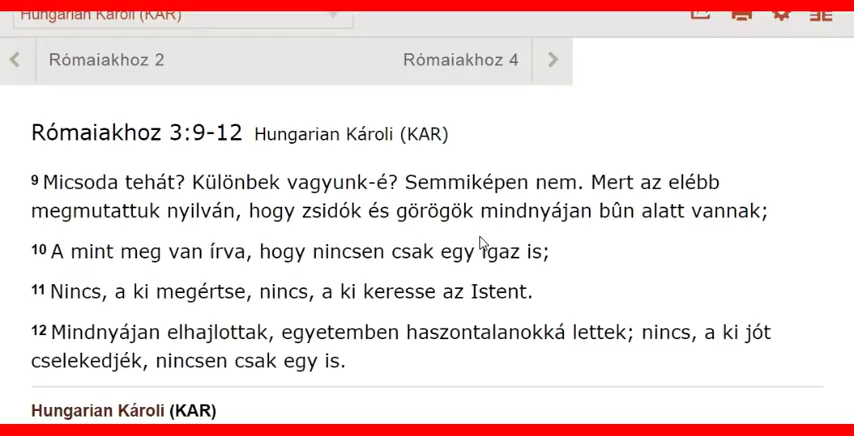 Hungarian Károli (KAR)
Rómaiakhoz 2
Rómaiakhoz 4
Rómaiakhoz 3:9-12 Hungarian Károli (KAR)
9 Micsoda tehát? Különbek vagyunk-é? Semmiképen nem. Mert az elébb
megmutattuk nyilván, hogy zsidók és görögök mindnyájan bûn alatt vannak;
10 A mint meg van írva, hogy nincsen csak egy igaz is;
11 Nincs, a ki megértse, nincs, a ki keresse az Istent.
12 Mindnyájan elhajlottak, egyetemben haszontalanokká lettek; nincs, a ki jót
cselekedjék, nincsen csak egy is.
Hungarian Károli (KAR)